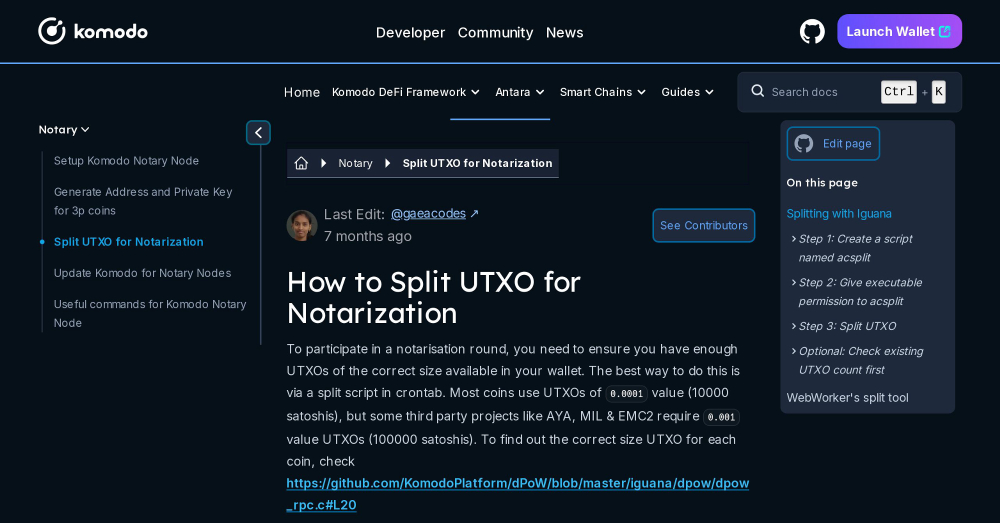 komodo
Developer Community News
Launch Wallet
Home Komodo DeFi Framework Antara Smart Chains Guides
Search docs Ctrl + K
Notary
Setup Komodo Notary Node
Generate Address and Private Key
for 3p coins
Split UTXO for Notarization
Update Komodo for Notary Nodes
Useful commands for Komodo Notary
Node
Notary Split UTXO for Notarization
Last Edit: @gaeacodes ↗
7 months ago
See Contributors
How to Split UTXO for
Notarization
To participate in a notarisation round, you need to ensure you have enough
UTXOs of the correct size available in your wallet. The best way to do this is
via a split script in crontab. Most coins use UTXOs of 0.0001 value (10000
satoshis), but some third party projects like AYA, MIL & EMC2 require 0.001
value UTXOs (100000 satoshis). To find out the correct size UTXO for each
coin, check
https://github.com/KomodoPlatform/dPoW/blob/master/iguana/dpow/dpow
_rpc.c#L20
Edit page
On this page
Splitting with Iguana
Step 1: Create a script
named acsplit
Step 2: Give executable
permission to acsplit
Step 3: Split UTXO
Optional: Check existing
UTXO count first
WebWorker's split tool